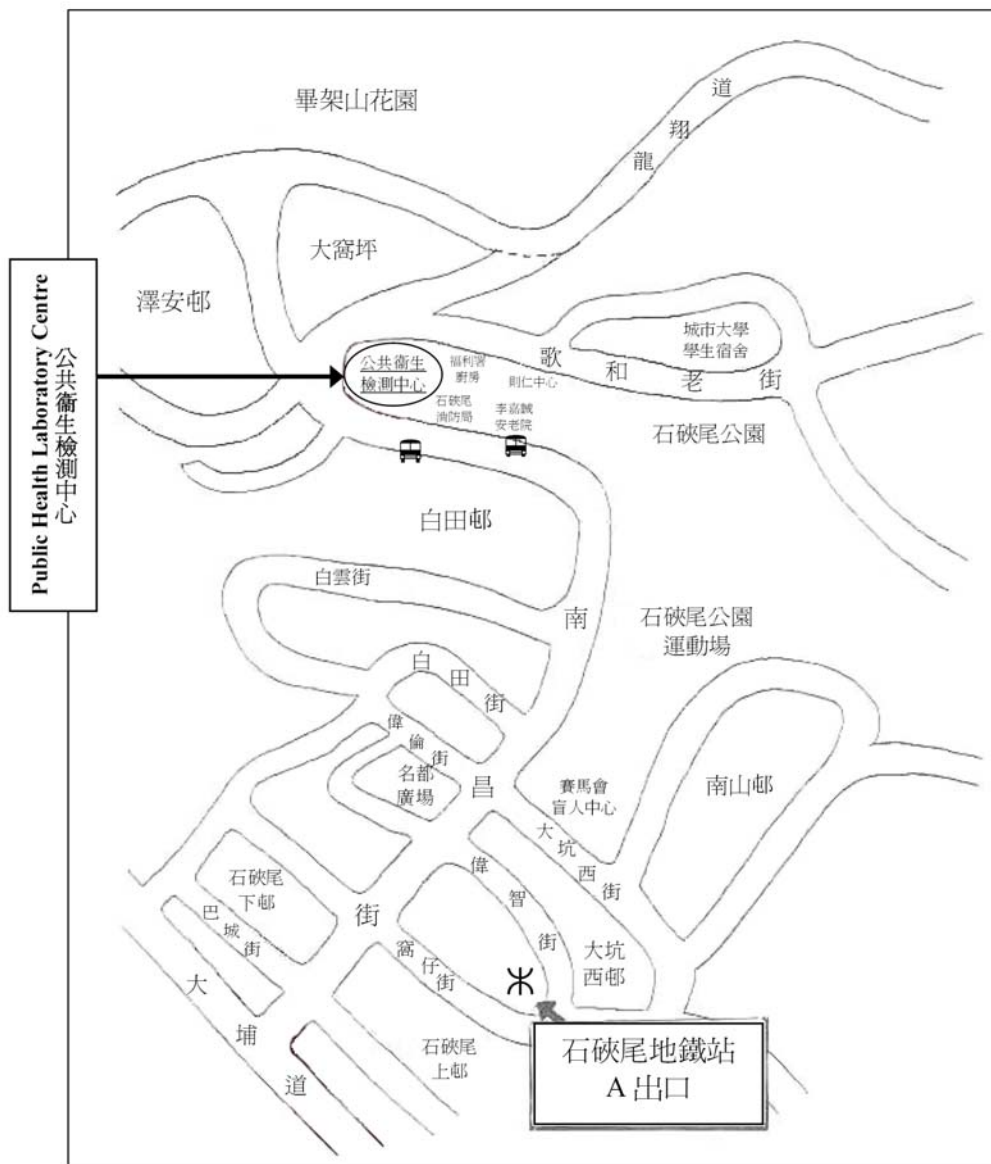 畢架山花園
龍翔道
大窩坪
澤安邨
Public Health Laboratory Centre
公共衞生檢測中心
公共衞生
檢測中心
福利署
廚房
則仁中心
歌和老街
城市大學
學生宿舍
石硤尾
消防局
李嘉誠
安老院
石硤尾公園
白田邨
白雲街
石硤尾公園
運動場
南昌街
白田街
偉倫街
名都
廣場
賽馬會
盲人中心
大坑西街
南山邨
石硤尾
下邨
巴城街
偉智街
窩仔街
大坑
西邨
大埔道
石硤尾
上邨
石硤尾地鐵站
A 出口